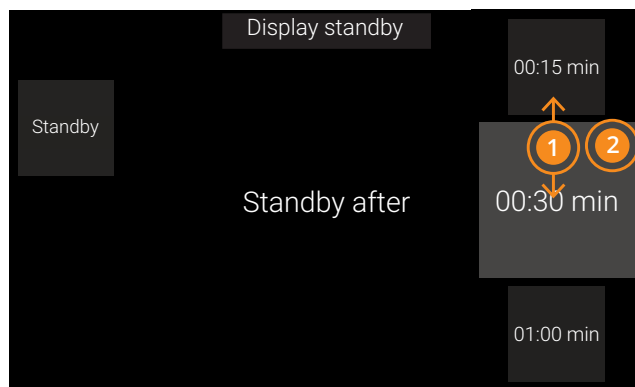 Display standby
00:15 min
Standby
1
2
Standby after
00:30 min
01:00 min